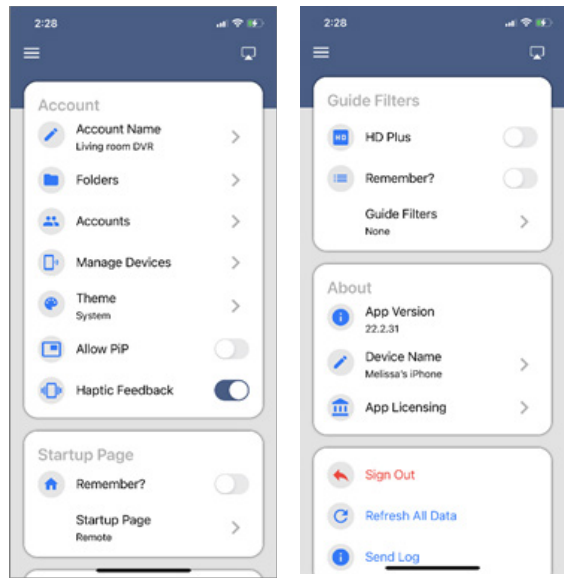 2:28
Account
Account Name
Living room DVR
Folders
Accounts
Manage Devices
Theme
System
Allow PiP
Haptic Feedback
Startup Page
Remember?
Startup Page
Remote
2:28
Guide Filters
HD
HD Plus
Remember?
Guide Filters
None
About
App Version
22.2.31
Device Name
Melissa's iPhone
App Licensing
Sign Out
Refresh All Data
Send Log